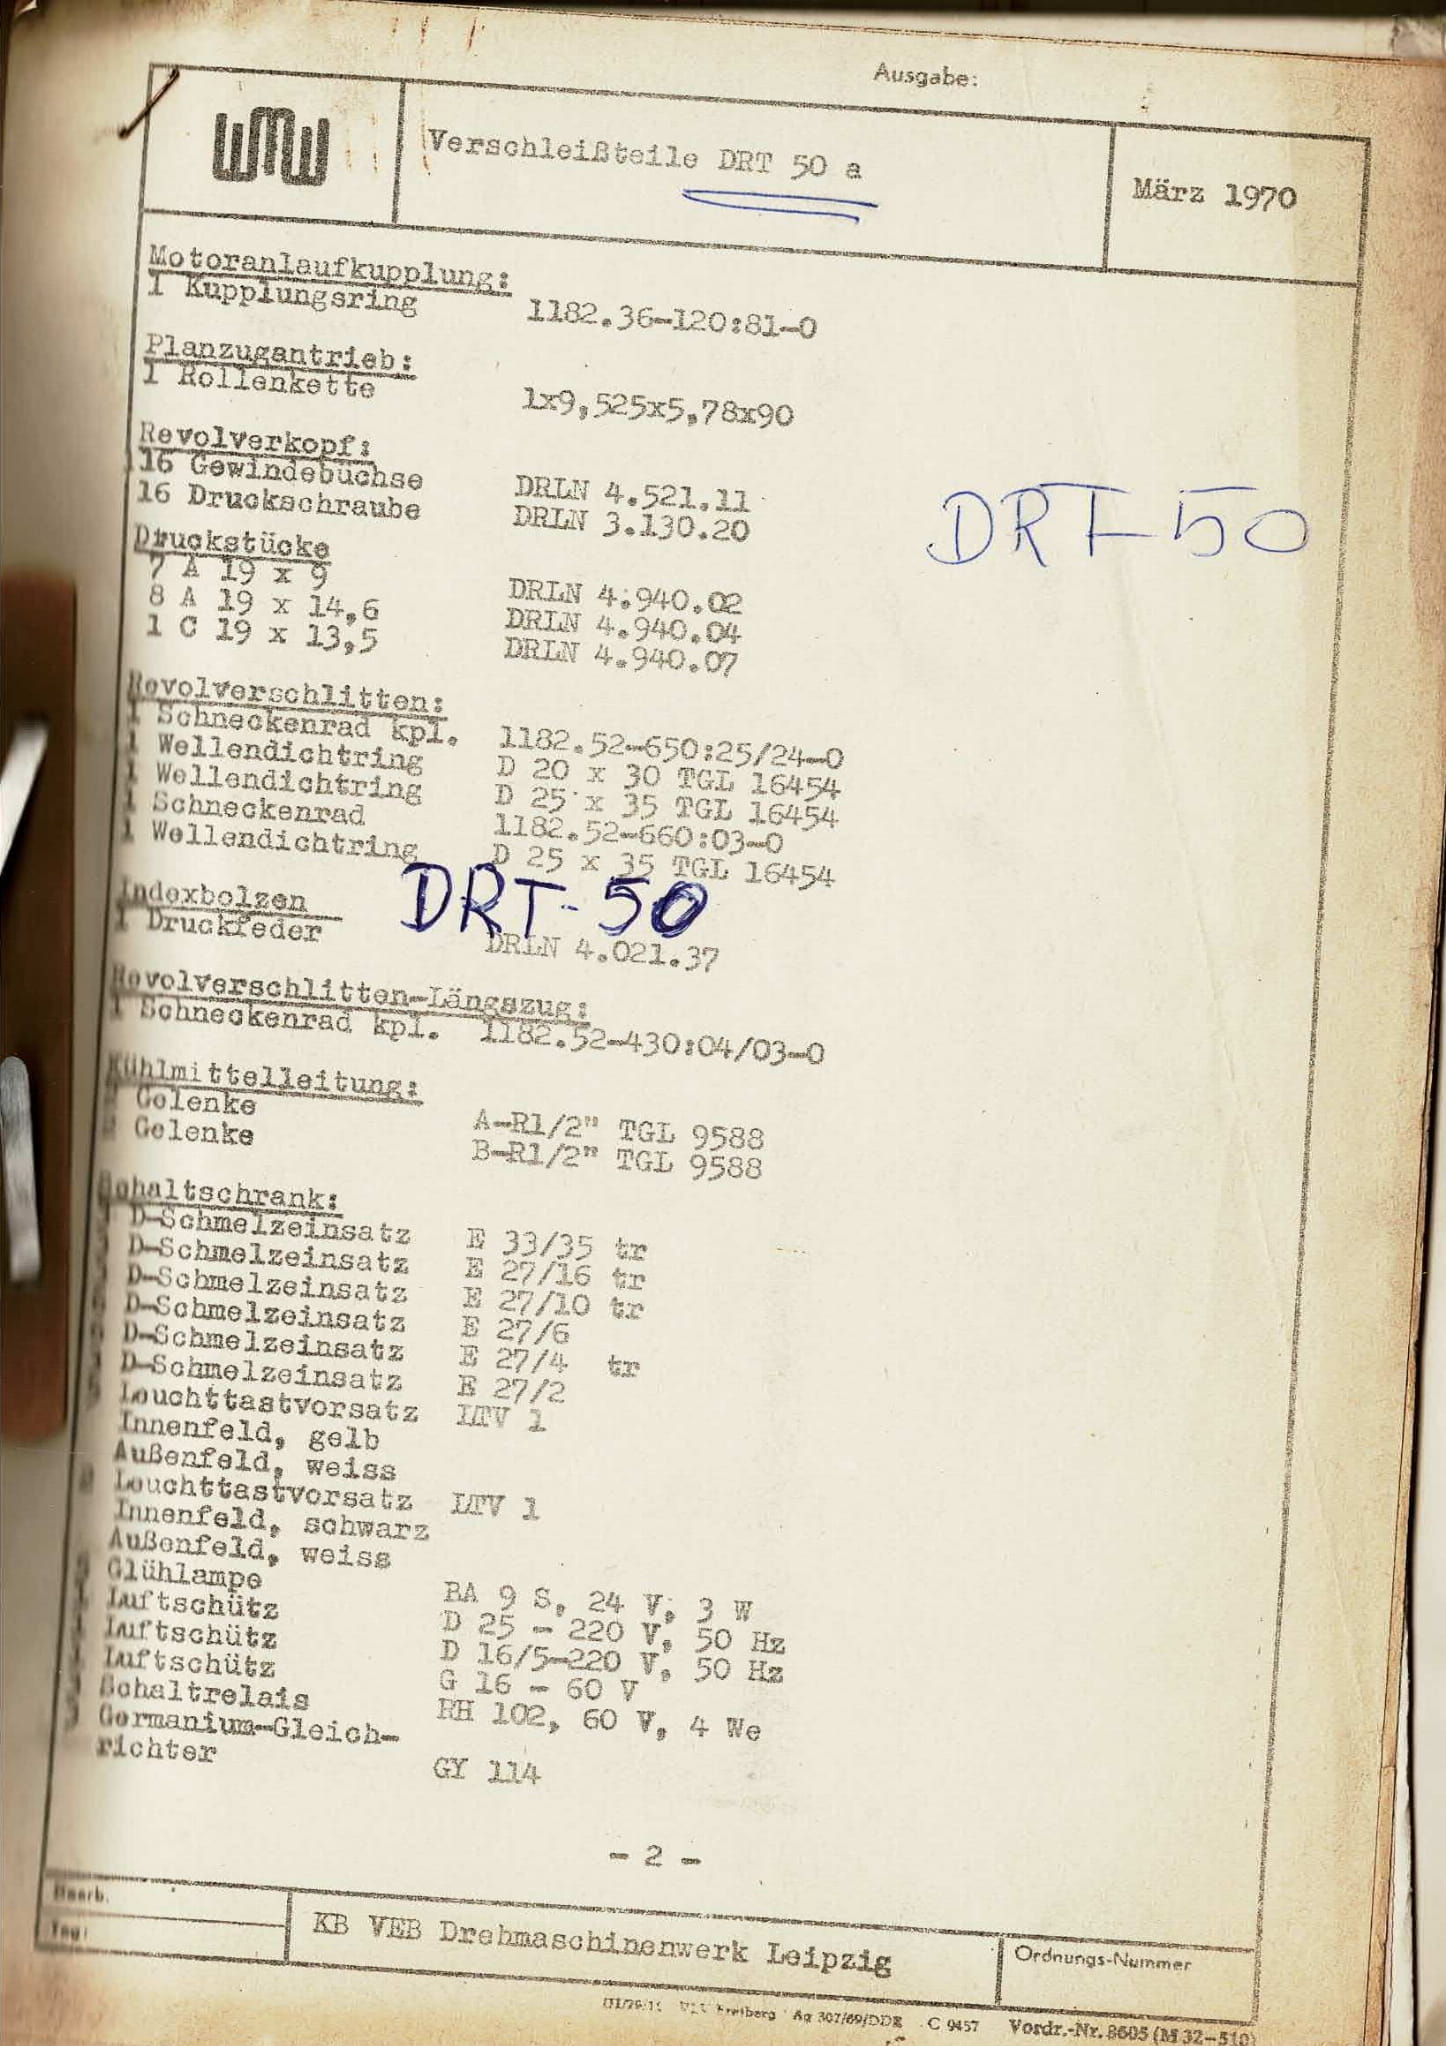 Ausgabe:
WMW
Verschleißteile DRT 50 a
März 1970
Motoranlaufkupplung:
1 Kupplungsring 1182.36-120:81-0
Planzugantrieb:
1 Rollenkette 1x9,525x5,78x90
Revolverkopf:
16 Gewindebuchse DRLN 4.521.11
16 Druckschraube DRLN 3.130.20
DRT-50
Druckstücke
7 A 19 x 9 DRLN 4.940.02
8 A 19 x 14,6 DRLN 4.940.04
1 C 19 x 13,5 DRLN 4.940.07
Revolverschlitten:
1 Schneckenrad kpl. 1182.52-650:25/24-0
1 Wellendichtring D 20 x 30 TGL 16454
1 Wellendichtring D 25 x 35 TGL 16454
1 Schneckenrad 1182.52-660:03-0
1 Wellendichtring D 25 x 35 TGL 16454
DRT-50
Indexbolzen
1 Druckfeder DRLN 4.021.37
Revolverschlitten-Längszug:
1 Schneckenrad kpl. 1182.52-430:04/03-0
Kühlmittelleitung:
Gelenke A-R1/2" TGL 9588
Gelenke B-R1/2" TGL 9588
Schaltschrank:
D-Schmelzeinsatz E 33/35 tr
D-Schmelzeinsatz E 27/16 tr
D-Schmelzeinsatz E 27/10 tr
D-Schmelzeinsatz E 27/6
D-Schmelzeinsatz E 27/4 tr
D-Schmelzeinsatz E 27/2
Leuchttastvorsatz LTV 1
Innenfeld, gelb
Außenfeld, weiss
Leuchttastvorsatz LTV 1
Innenfeld, schwarz
Außenfeld, weiss
Glühlampe BA 9 S, 24 V, 3 W
Luftschütz D 25 - 220 V, 50 Hz
Luftschütz D 16/5-220 V, 50 Hz
Luftschütz G 16 - 60 V
Schaltrelais RH 102, 60 V, 4 We
Germanium-Gleich-
richter GY 114
- 2 -
Bearb.
Tag:
KB VEB Drehmaschinenwerk Leipzig
Ordnungs-Nummer
Freiberg Ag 307/69/DDR C 9457 Vordr.-Nr. 8605 (M 32-510)